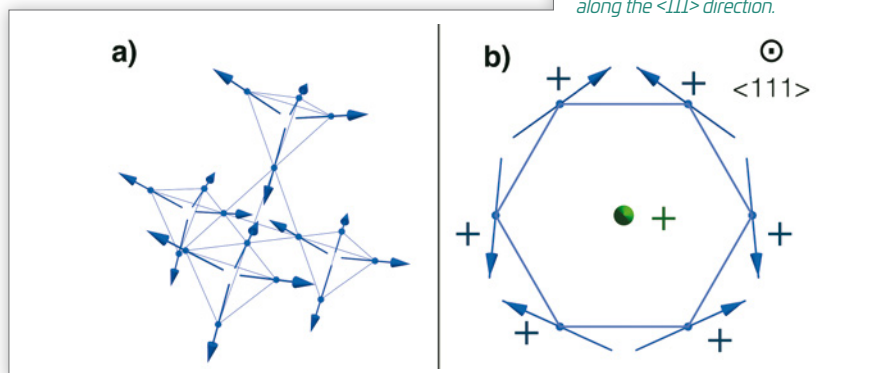 along the <111> direction.
a)
b)
<111>
+ +
+ + +
+ +